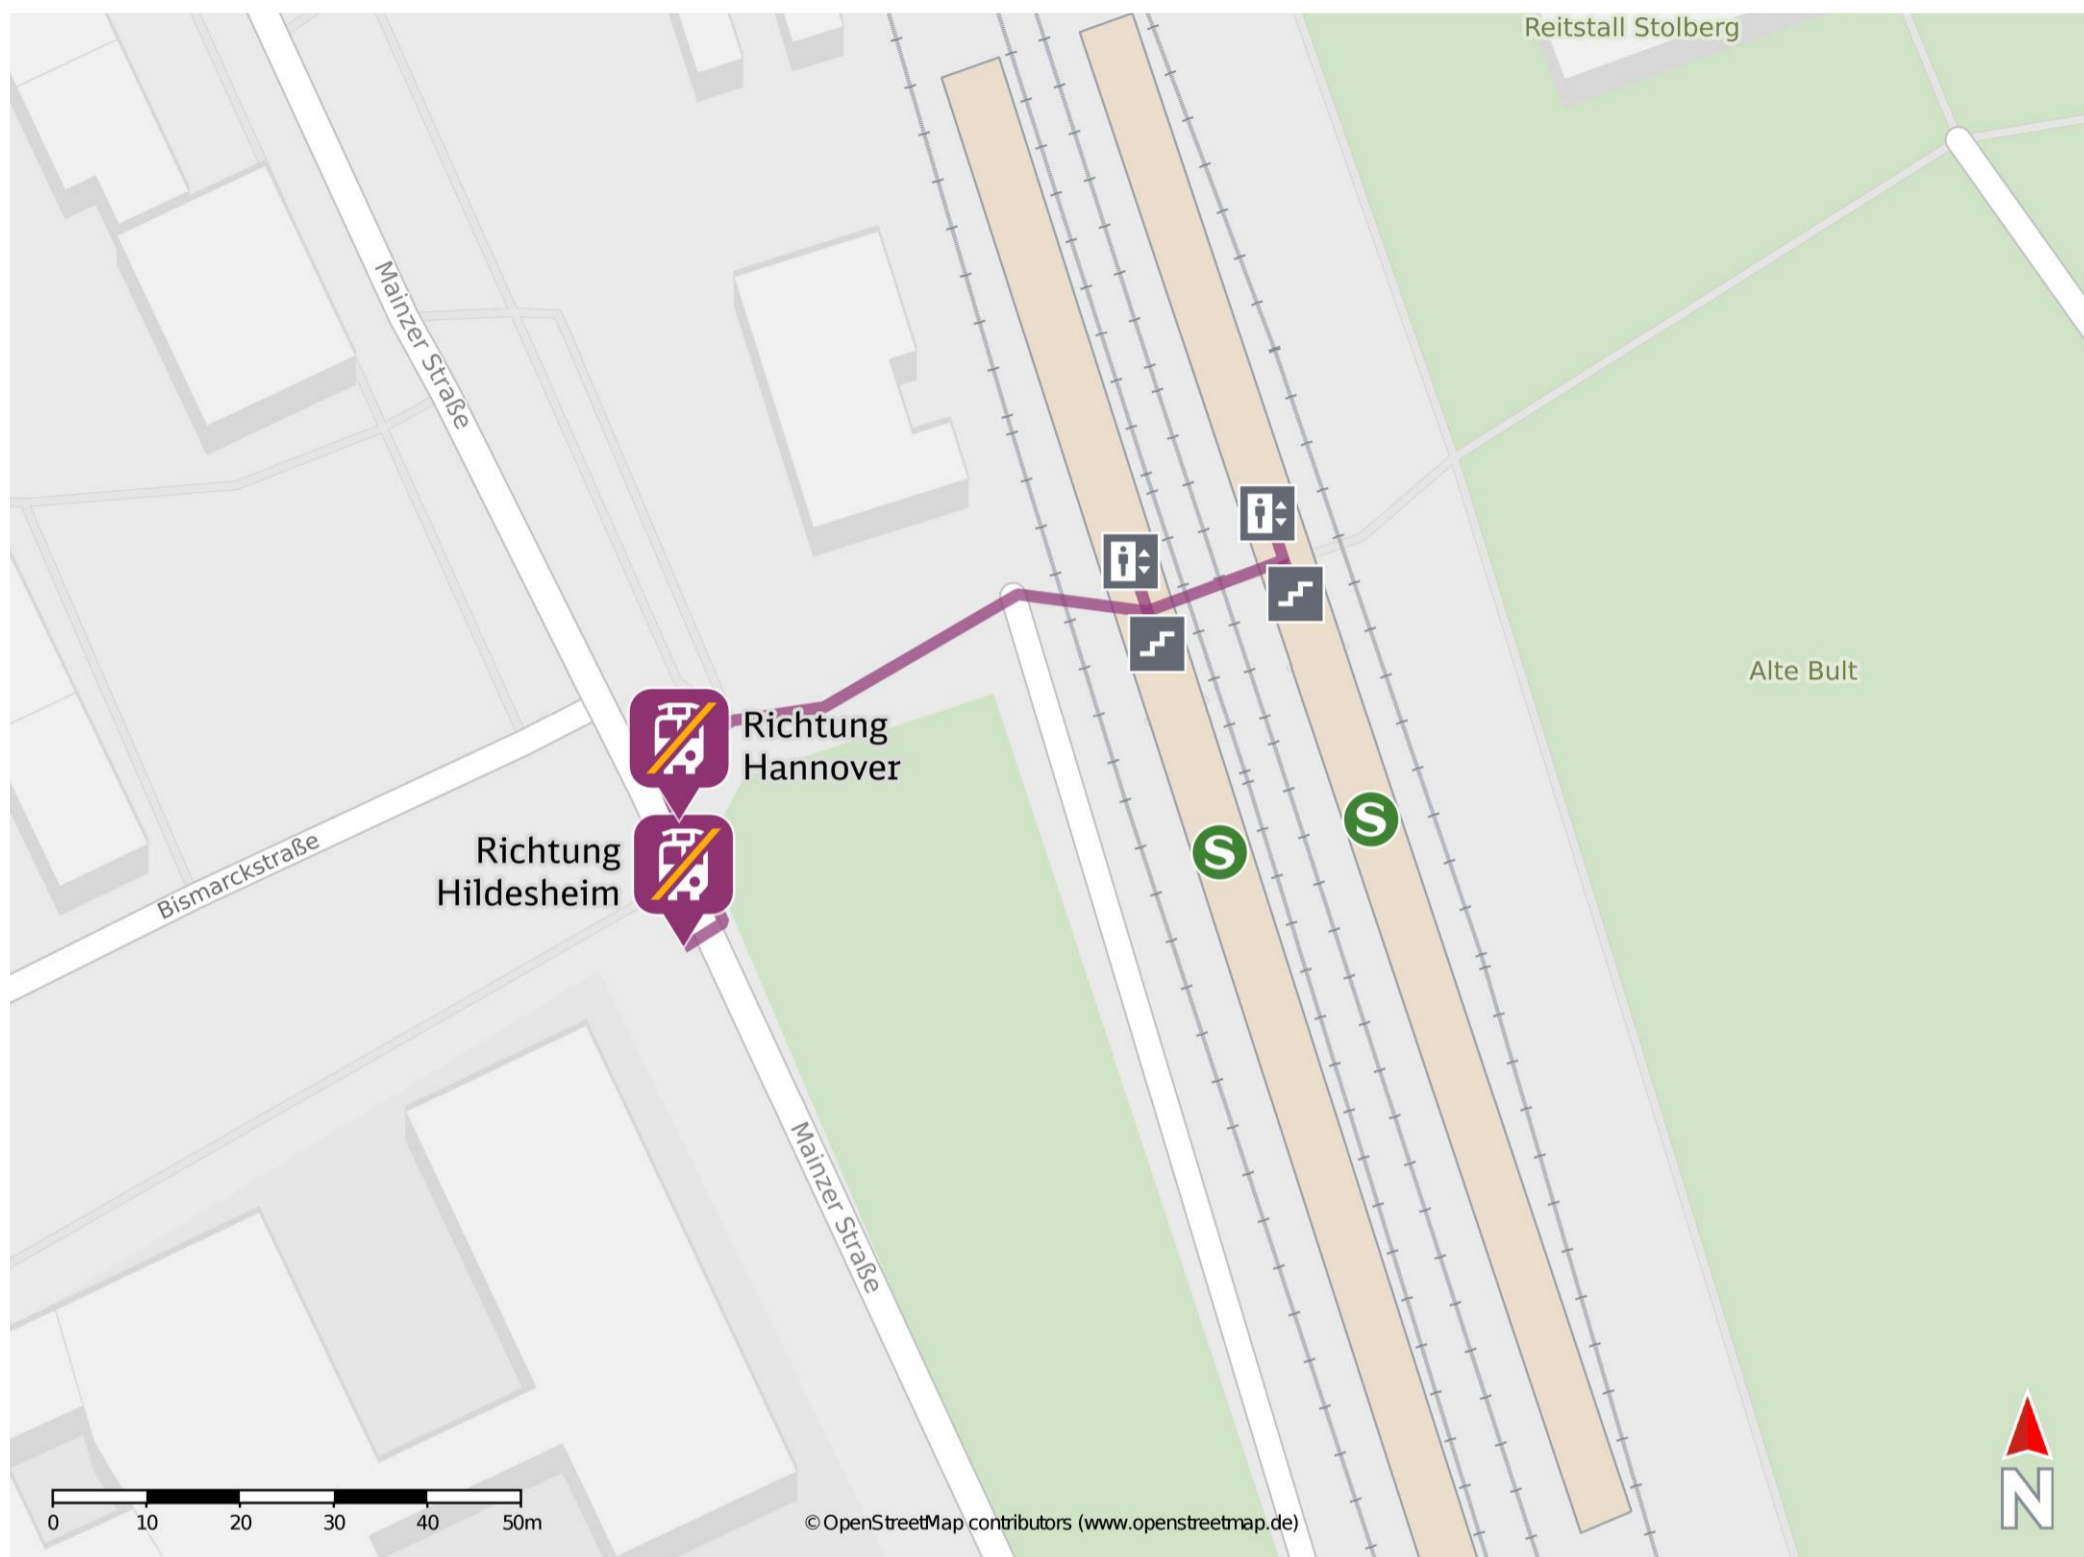 Reitstall Stolberg
Mainzer Straße
Alte Bult
Richtung
Hannover
Richtung
Hildesheim
S
S
Bismarckstraße
Mainzer Straße
0 10 20 30 40 50m
© OpenStreetMap contributors (www.openstreetmap.de)
N